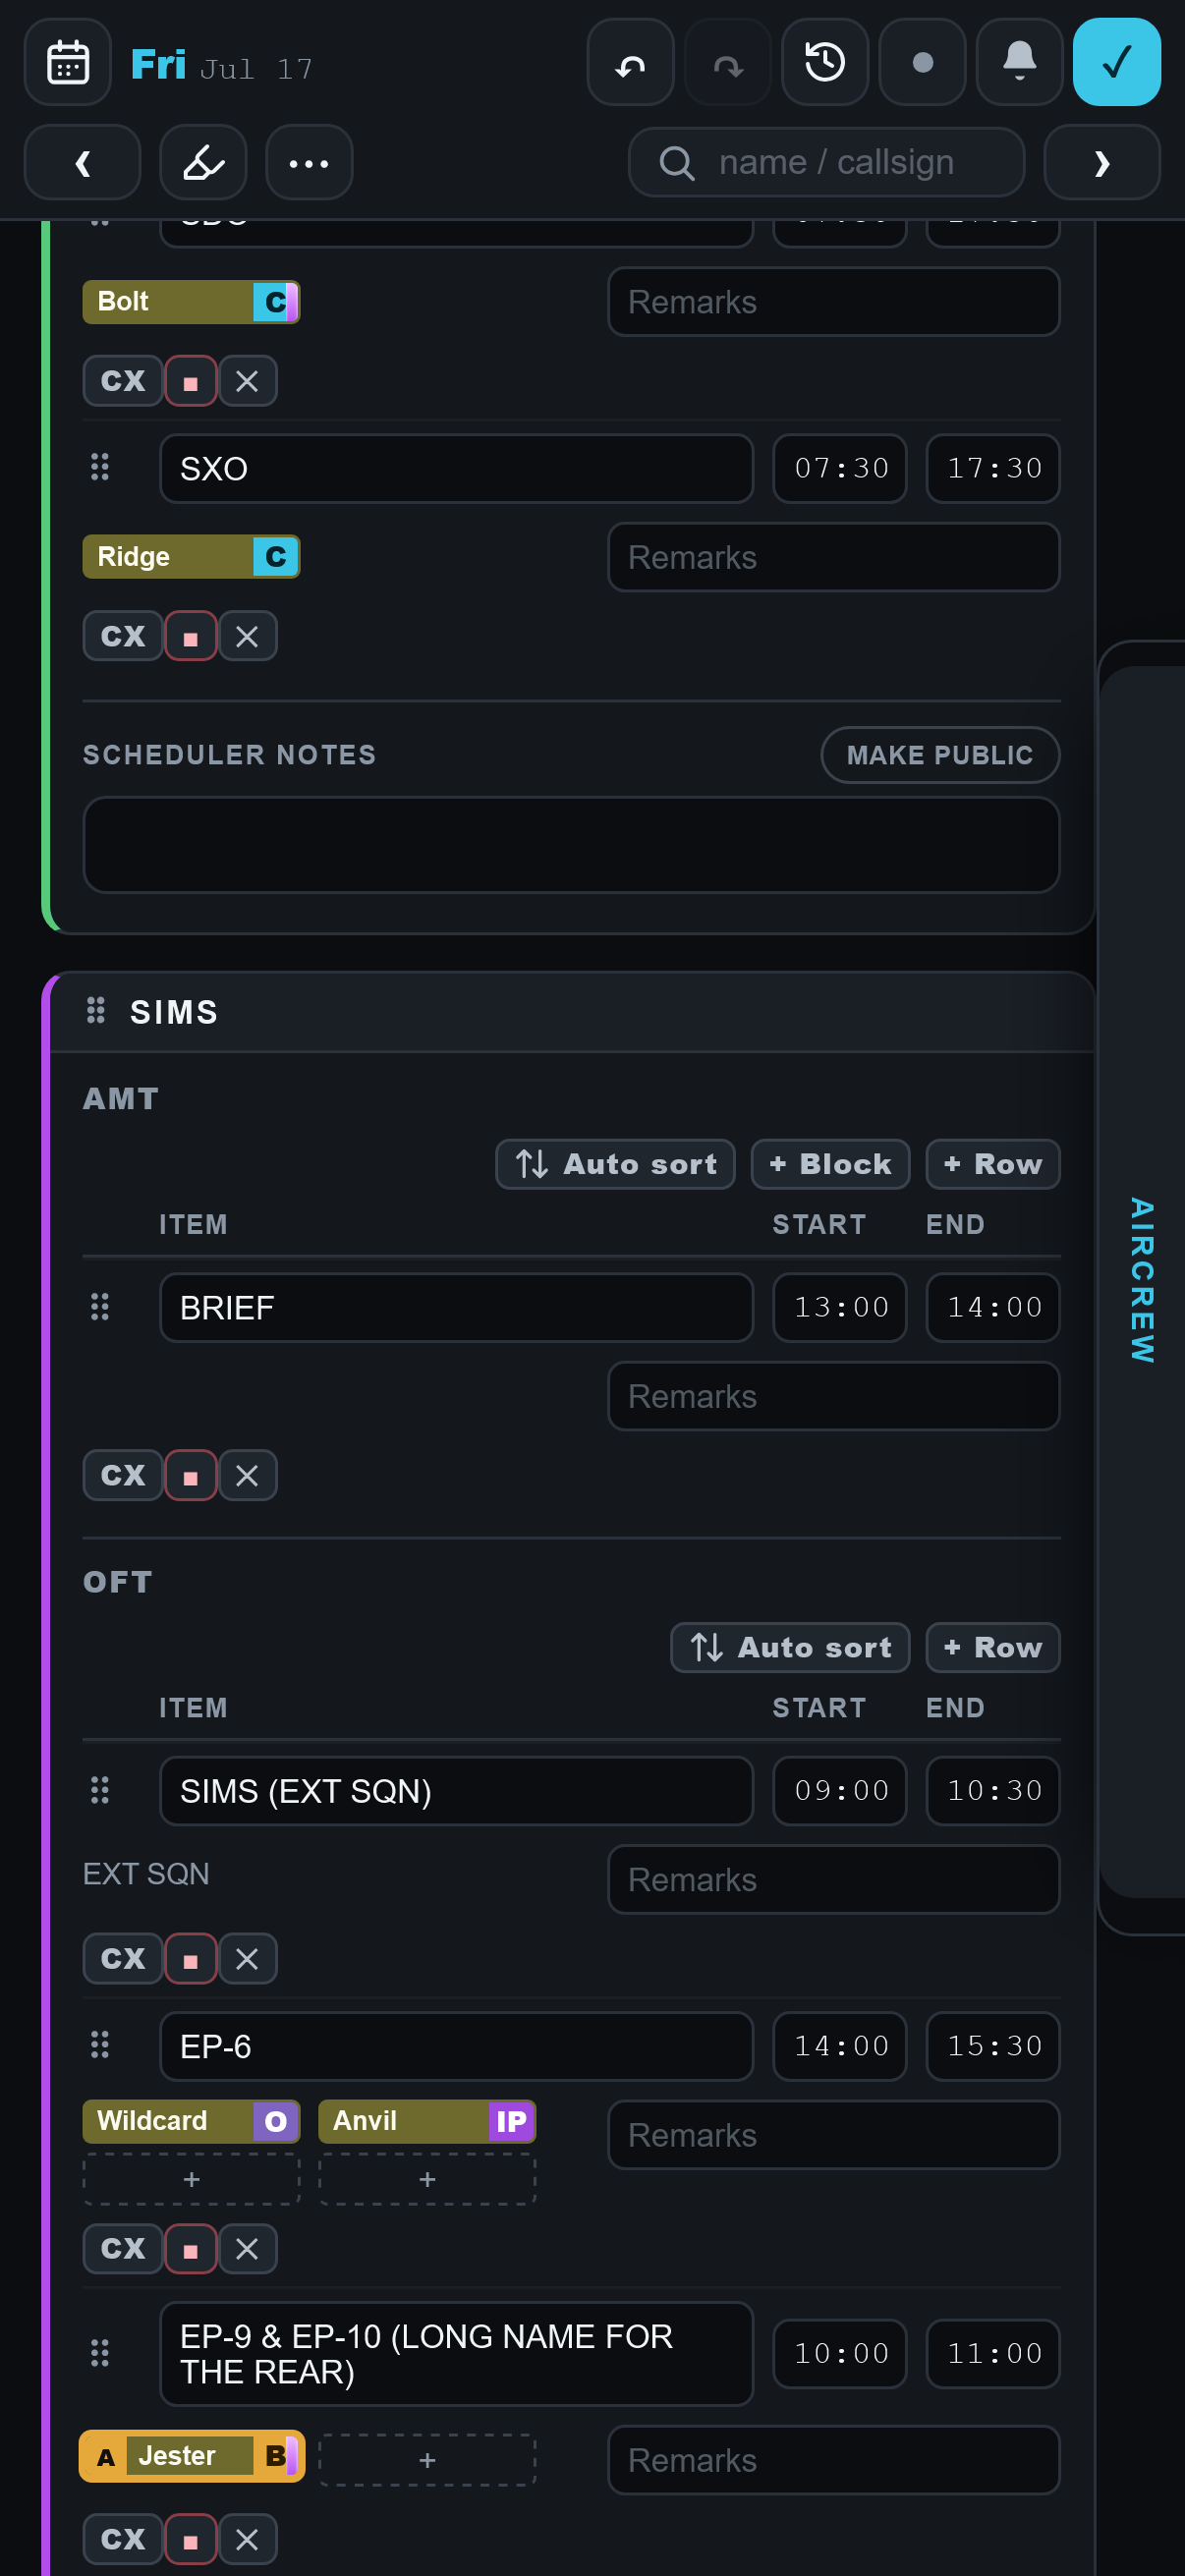 Fri Jul 17
name / callsign
Bolt C
Remarks
CX
SXO 07:30 17:30
Ridge C
Remarks
CX
SCHEDULER NOTES
MAKE PUBLIC
SIMS
AMT
Auto sort + Block + Row
ITEM START END
BRIEF 13:00 14:00
Remarks
CX
OFT
Auto sort + Row
ITEM START END
SIMS (EXT SQN) 09:00 10:30
EXT SQN
Remarks
CX
EP-6 14:00 15:30
Wildcard O Anvil IP
Remarks
+ +
CX
EP-9 & EP-10 (LONG NAME FOR
THE REAR)
10:00 11:00
A Jester B +
Remarks
CX
AIRCREW